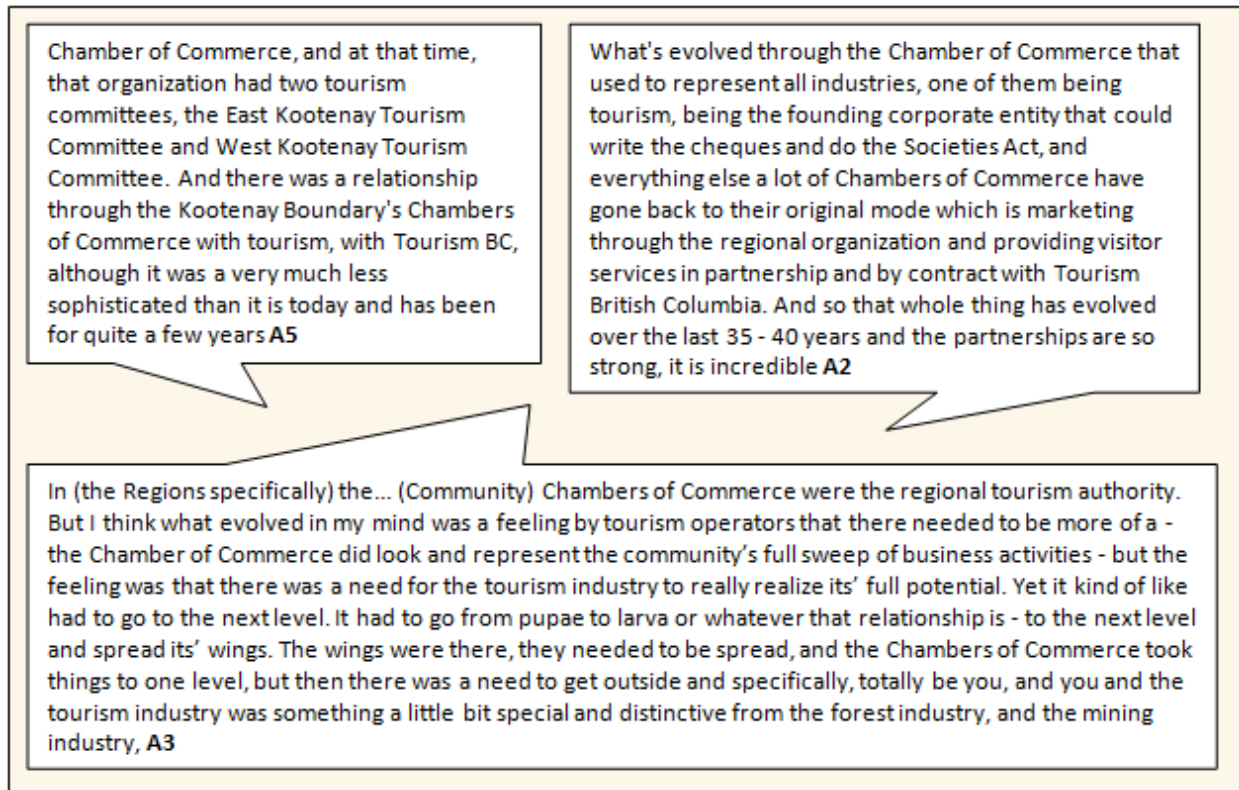 Chamber of Commerce, and at that time,
that organization had two tourism
committees, the East Kootenay Tourism
Committee and West Kootenay Tourism
Committee. And there was a relationship
through the Kootenay Boundary's Chambers
of Commerce with tourism, with Tourism BC,
although it was a very much less
sophisticated than it is today and has been
for quite a few years A5
What's evolved through the Chamber of Commerce that
used to represent all industries, one of them being
tourism, being the founding corporate entity that could
write the cheques and do the Societies Act, and
everything else a lot of Chambers of Commerce have
gone back to their original mode which is marketing
through the regional organization and providing visitor
services in partnership and by contract with Tourism
British Columbia. And so that whole thing has evolved
over the last 35 - 40 years and the partnerships are so
strong, it is incredible A2
In (the Regions specifically) the... (Community) Chambers of Commerce were the regional tourism authority.
But I think what evolved in my mind was a feeling by tourism operators that there needed to be more of a -
the Chamber of Commerce did look and represent the community’s full sweep of business activities - but the
feeling was that there was a need for the tourism industry to really realize its’ full potential. Yet it kind of like
had to go to the next level. It had to go from pupae to larva or whatever that relationship is - to the next level
and spread its’ wings. The wings were there, they needed to be spread, and the Chambers of Commerce took
things to one level, but then there was a need to get outside and specifically, totally be you, and you and the
tourism industry was something a little bit special and distinctive from the forest industry, and the mining
industry, A3